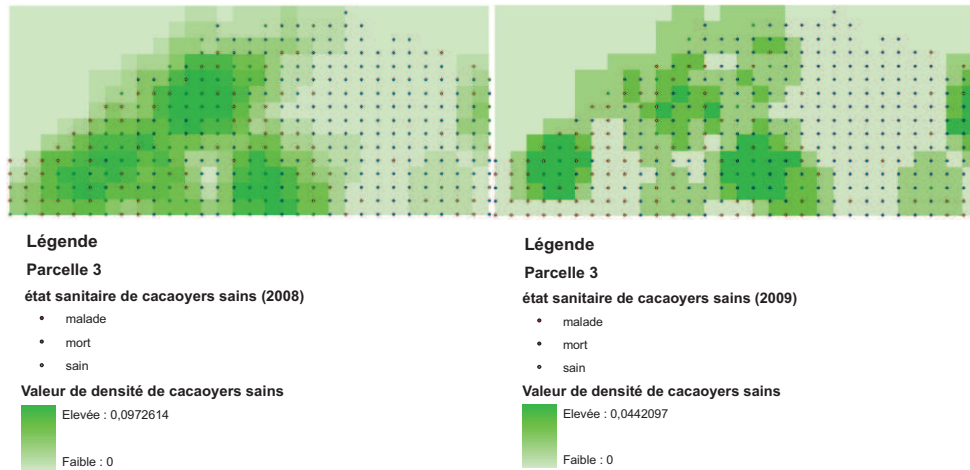 Légende
Parcelle 3
état sanitaire de cacaoyers sains (2008)
malade
mort
sain
Valeur de densité de cacaoyers sains
Elevée : 0,0972614
Faible : 0
Légende
Parcelle 3
état sanitaire de cacaoyers sains (2009)
malade
mort
sain
Valeur de densité de cacaoyers sains
Elevée : 0,0442097
Faible : 0